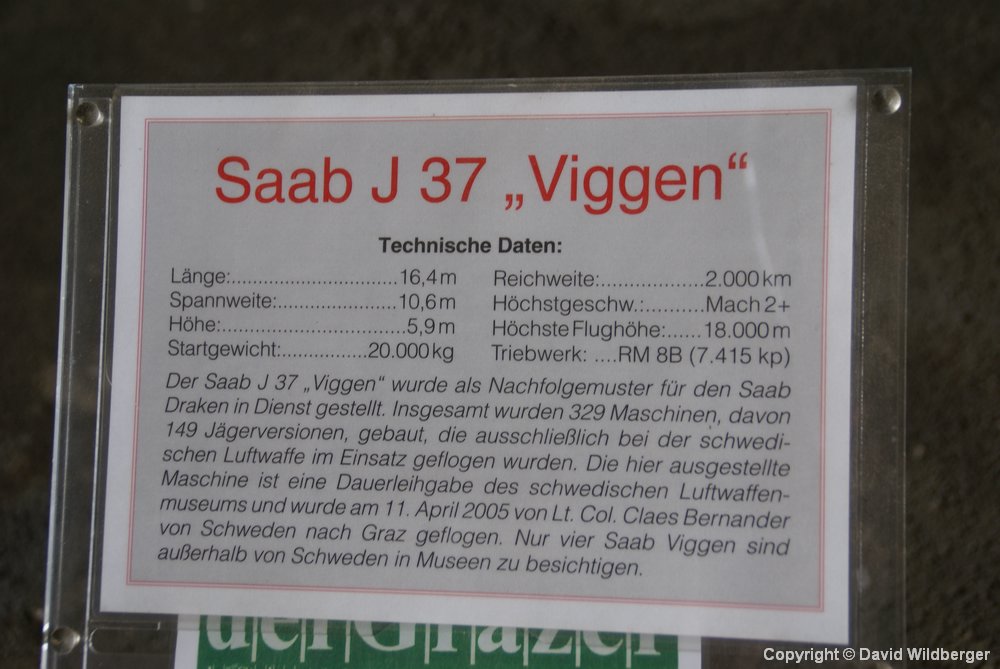 Saab J 37 „Viggen“
Technische Daten:
Länge:.................................16,4 m
Spannweite:.......................10,6 m
Höhe:...................................5,9 m
Startgewicht:................20.000 kg
Reichweite:...................2.000 km
Höchstgeschw.:............Mach 2+
Höchste Flughöhe:......18.000 m
Triebwerk: ....RM 8B (7.415 kp)
Der Saab J 37 „Viggen“ wurde als Nachfolgemuster für den Saab
Draken in Dienst gestellt. Insgesamt wurden 329 Maschinen, davon
149 Jägerversionen, gebaut, die ausschließlich bei der schwedi-
schen Luftwaffe im Einsatz geflogen wurden. Die hier ausgestellte
Maschine ist eine Dauerleihgabe des schwedischen Luftwaffen-
museums und wurde am 11. April 2005 von Lt. Col. Claes Bernander
von Schweden nach Graz geflogen. Nur vier Saab Viggen sind
außerhalb von Schweden in Museen zu besichtigen.
der Grazer
Copyright © David Wildberger